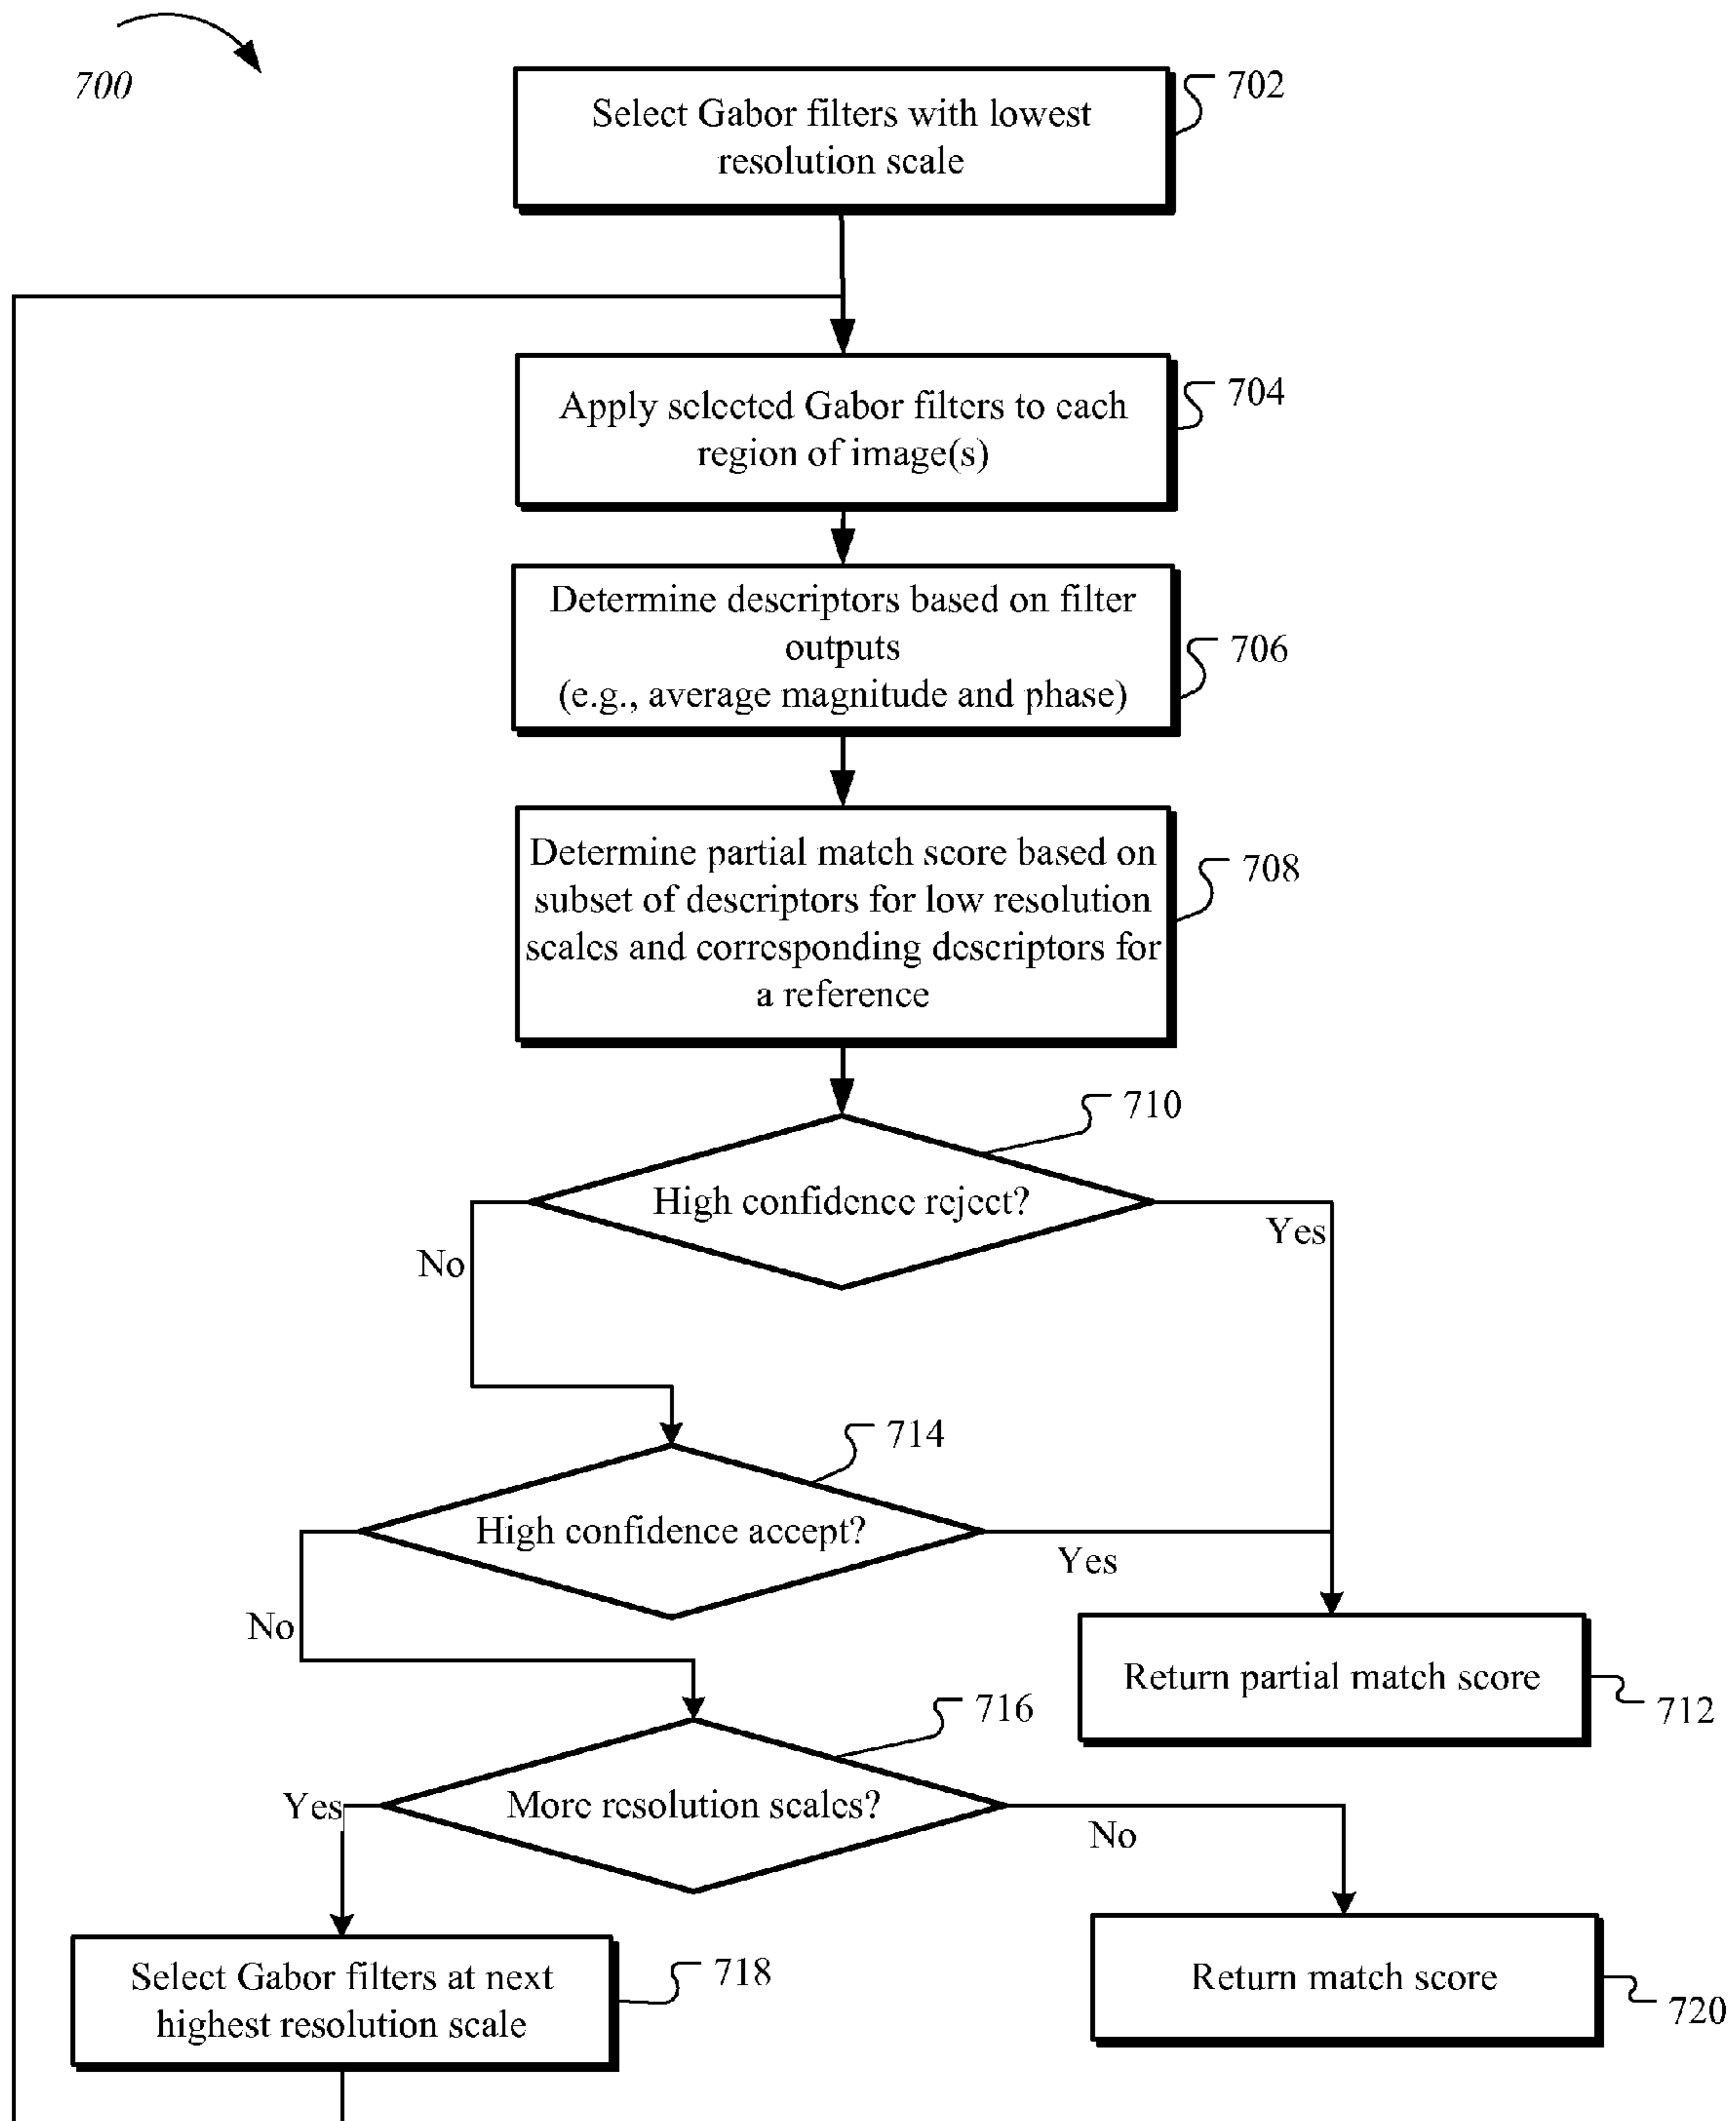 700
Select Gabor filters with lowest
resolution scale
702
Apply selected Gabor filters to each
region of image(s)
704
Determine descriptors based on filter
outputs
(e.g., average magnitude and phase)
706
Determine partial match score based on
subset of descriptors for low resolution
scales and corresponding descriptors for
a reference
708
High confidence reject?
710
Yes
No
High confidence accept?
714
Yes
No
Return partial match score
712
More resolution scales?
716
Yes
No
Select Gabor filters at next
highest resolution scale
718
Return match score
720